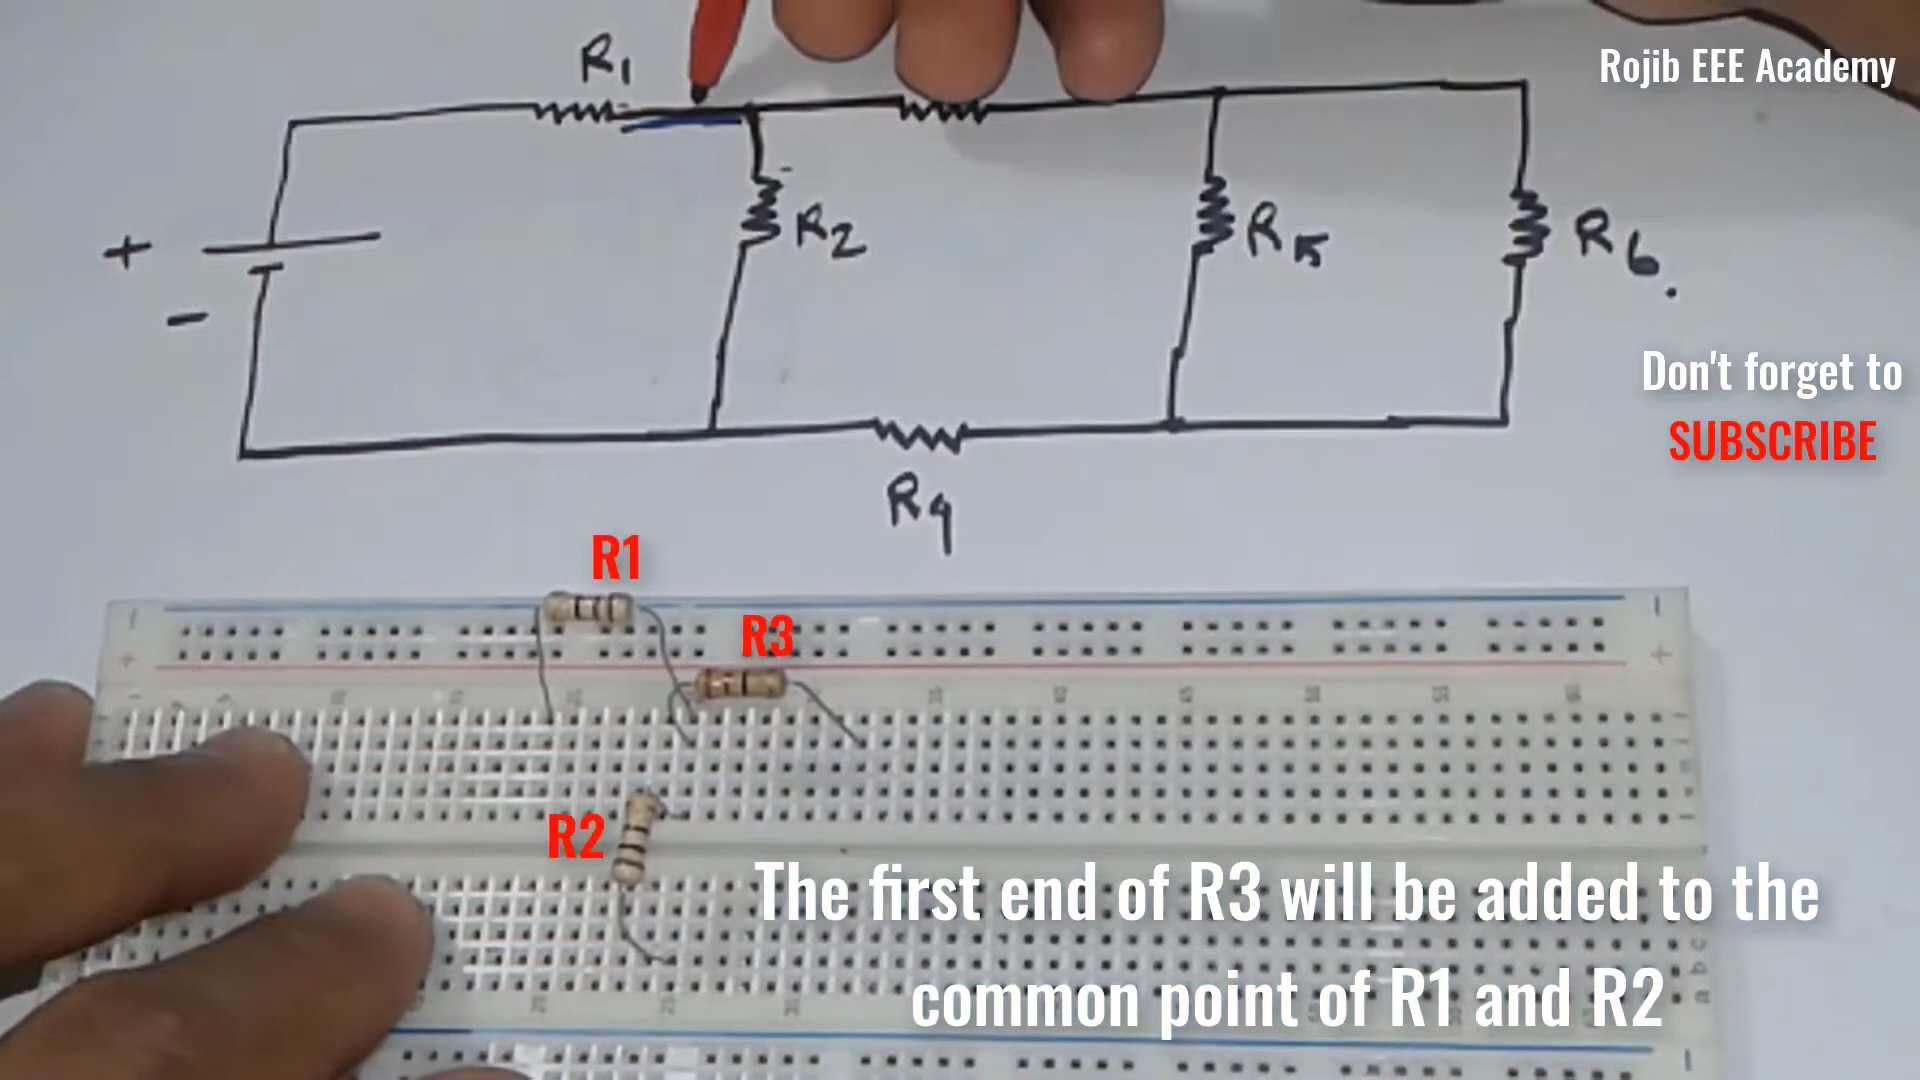 Rojib EEE Academy
R1
+
-
R2
R5
R6.
Don't forget to
SUBSCRIBE
R4
R1
R3
R2
The first end of R3 will be added to the
common point of R1 and R2